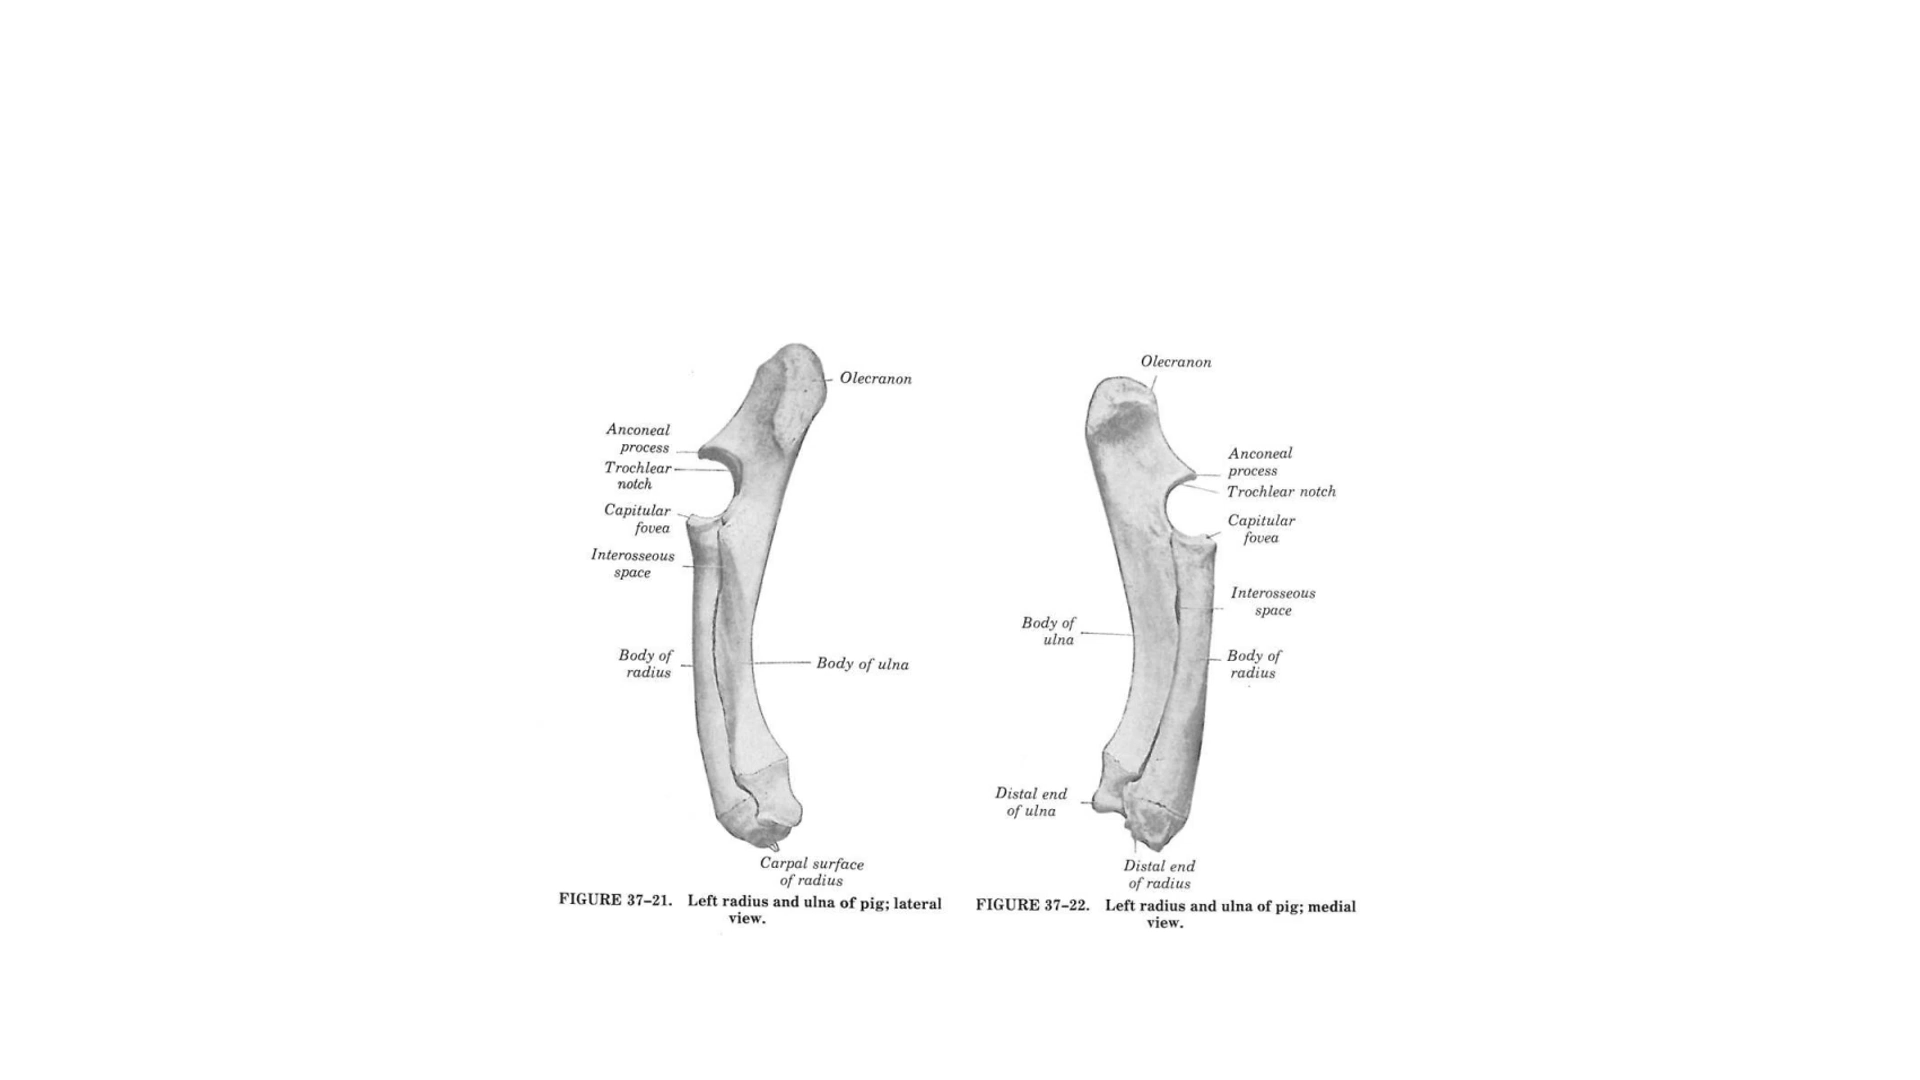 Olecranon
Anconeal
process
Trochlear
notch
Capitular
fovea
Interosseous
space
Body of
radius
Body of ulna
Carpal surface
of radius
FIGURE 37–21. Left radius and ulna of pig; lateral
view.
Olecranon
Anconeal
process
Trochlear notch
Capitular
fovea
Interosseous
space
Body of
ulna
Body of
radius
Distal end
of ulna
Distal end
of radius
FIGURE 37–22. Left radius and ulna of pig; medial
view.